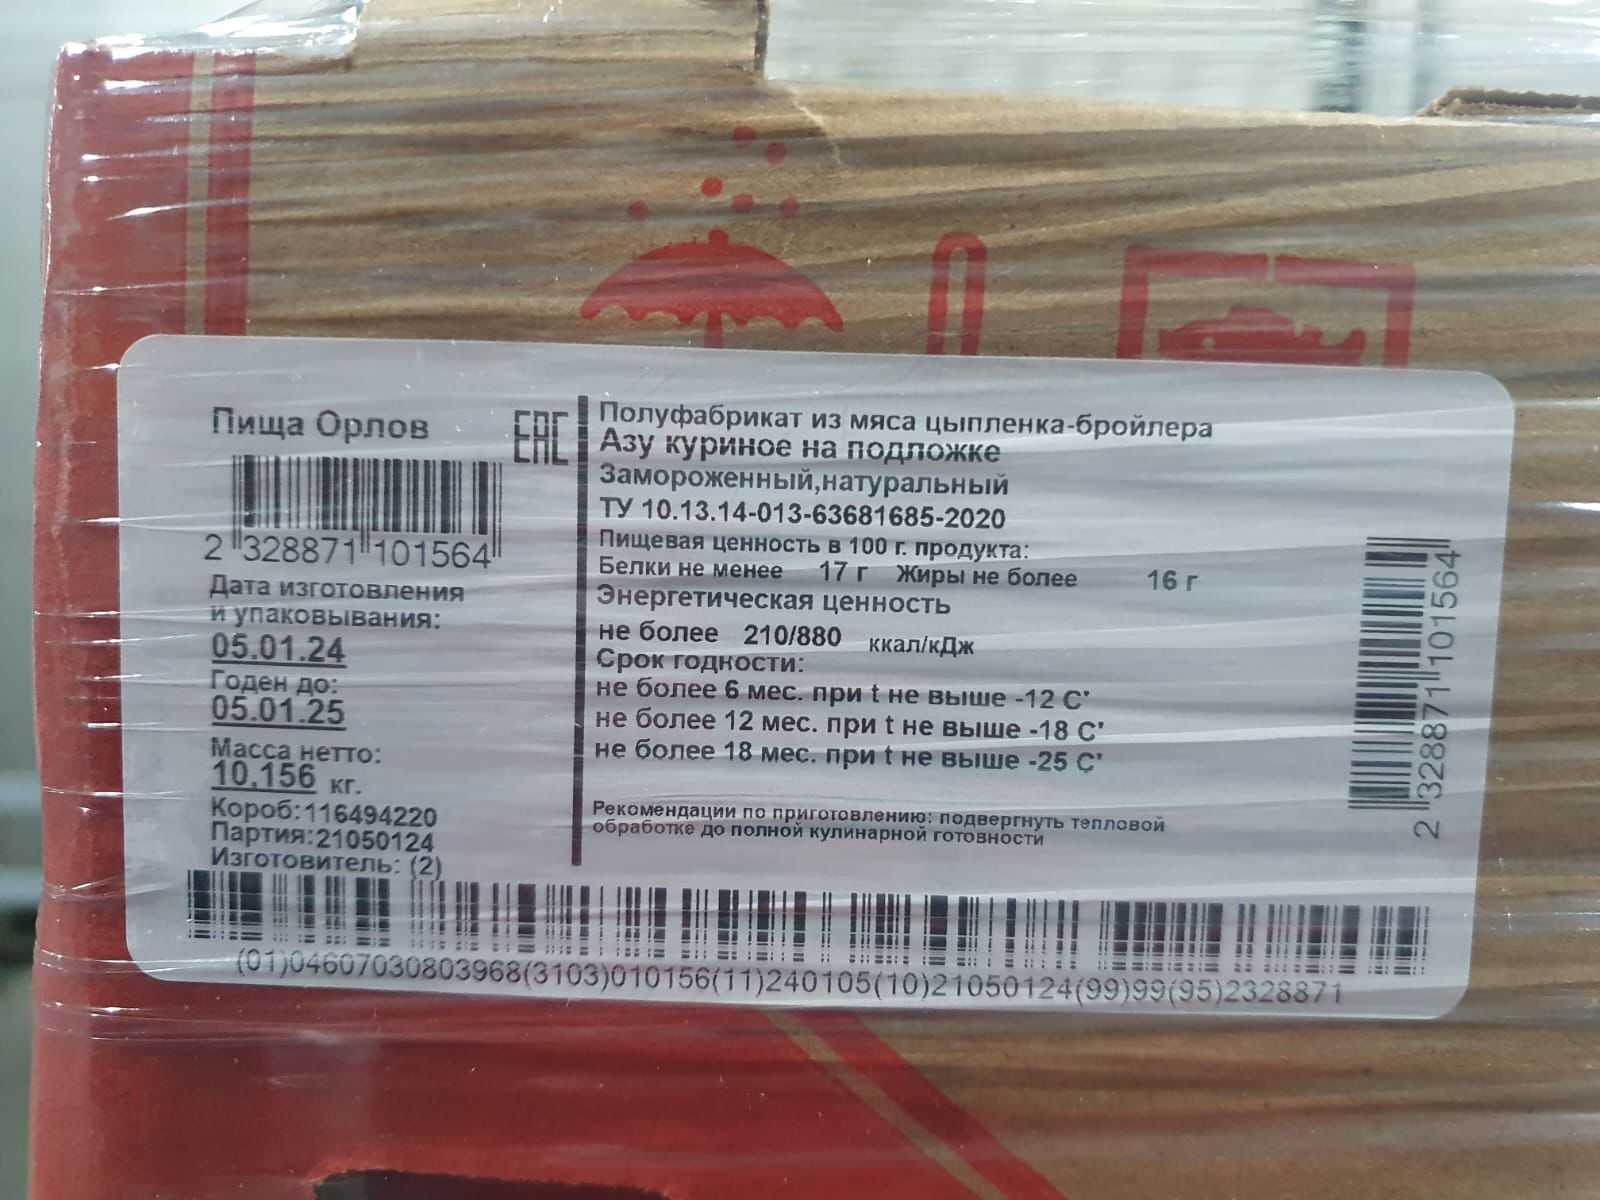 Пища Орлов
EAC
2 328871 101564
Дата изготовления
и упаковывания:
05.01.24
Годен до:
05.01.25
Масса нетто:
10,156 кг.
Короб:116494220
Партия:21050124
Изготовитель: (2)
Полуфабрикат из мяса цыпленка-бройлера
Азу куриное на подложке
Замороженный,натуральный
ТУ 10.13.14-013-63681685-2020
Пищевая ценность в 100 г. продукта:
Белки не менее 17 г Жиры не более 16 г
Энергетическая ценность
не более 210/880 ккал/кДж
Срок годности:
не более 6 мес. при t не выше -12 С'
не более 12 мес. при t не выше -18 С'
не более 18 мес. при t не выше -25 С'
Рекомендации по приготовлению: подвергнуть тепловой
обработке до полной кулинарной готовности
2 328871 101564
(01)04607030803968(3103)010156(11)240105(10)21050124(99)99(95)2328871